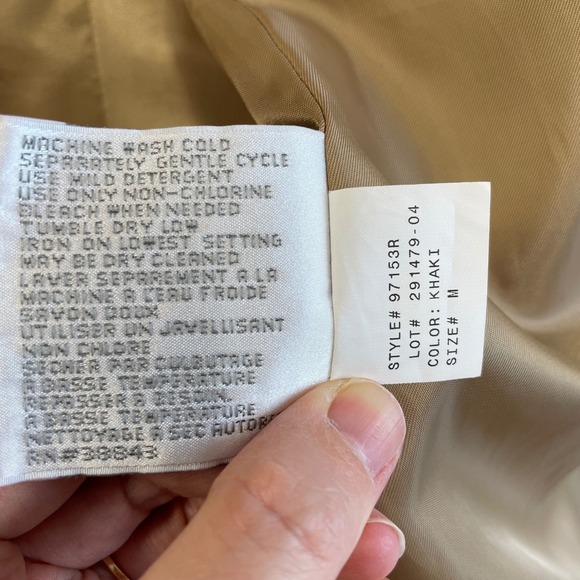 MACHINE WASH COLD
SEPARATELY GENTLE CYCLE
USE MILD DETERGENT
USE ONLY NON-CHLORINE
BLEACH WHEN NEEDED
TUMBLE DRY LOW
IRON ON LOWEST SETTING
MAY BE DRY CLEANED
LAVER SEPAREMENT A LA
MACHINE A L'EAU FROIDE
SAVON DOUX
UTILISER UN JAVELLISANT
NON CHLORE
SECHER PAR CULBUTAGE
A BASSE TEMPERATURE
REPASSER A BESOIN.
A BASSE TEMPERATURE
NETTOYAGE A SEC AUTORI
RN#38843
STYLE# 97153R
LOT# 291479-04
COLOR: KHAKI
SIZE# M